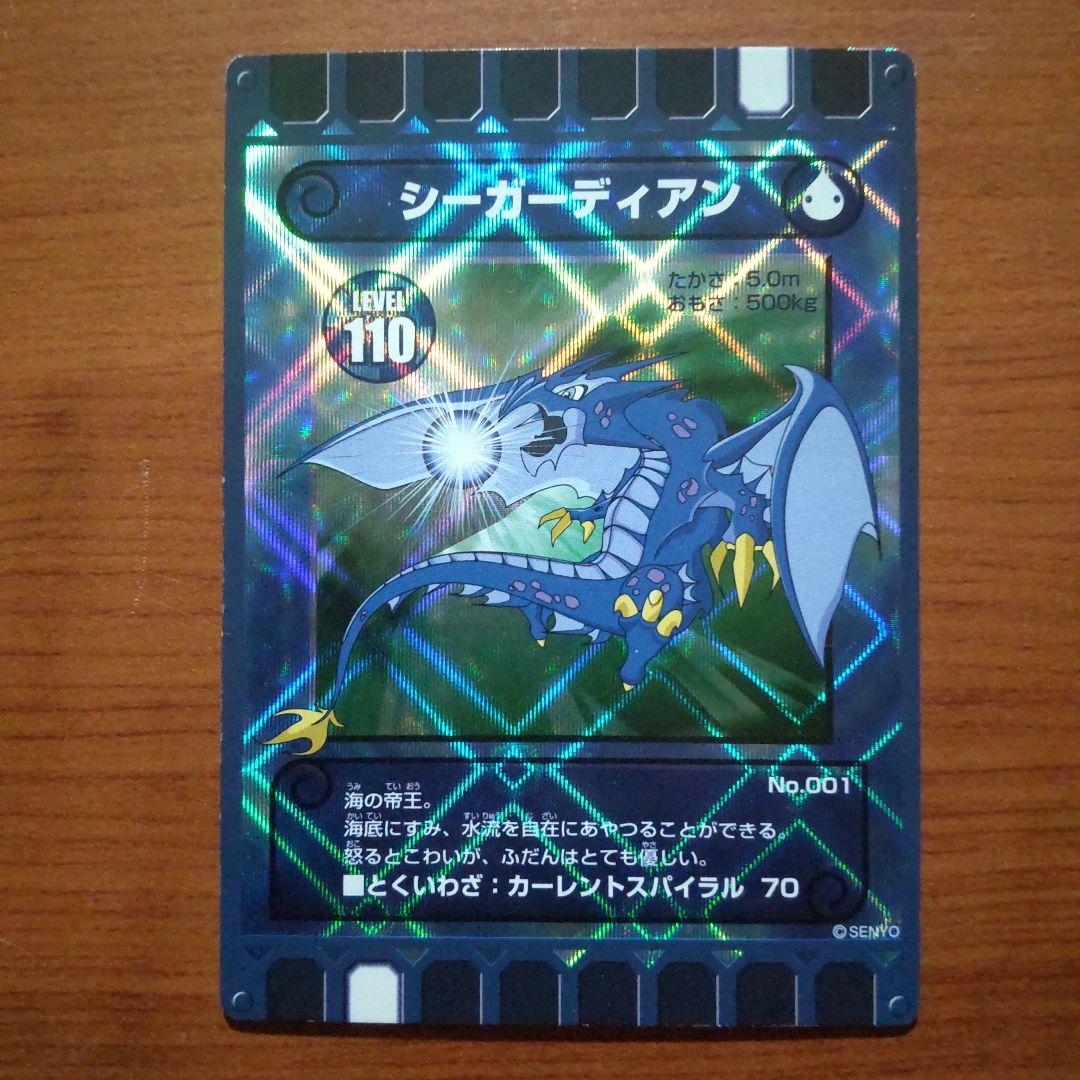 シーガーディアン
たかさ：5.0m
おもさ：500kg
LEVEL
110
No.001
うみ てい おう
海の帝王。
かい てい すい りゅう じ ざい
海底にすみ、水流を自在にあやつることができる。
おこ やさ
怒るとこわいが、ふだんはとても優しい。
■とくいわざ：カーレントスパイラル 70
©SENYO